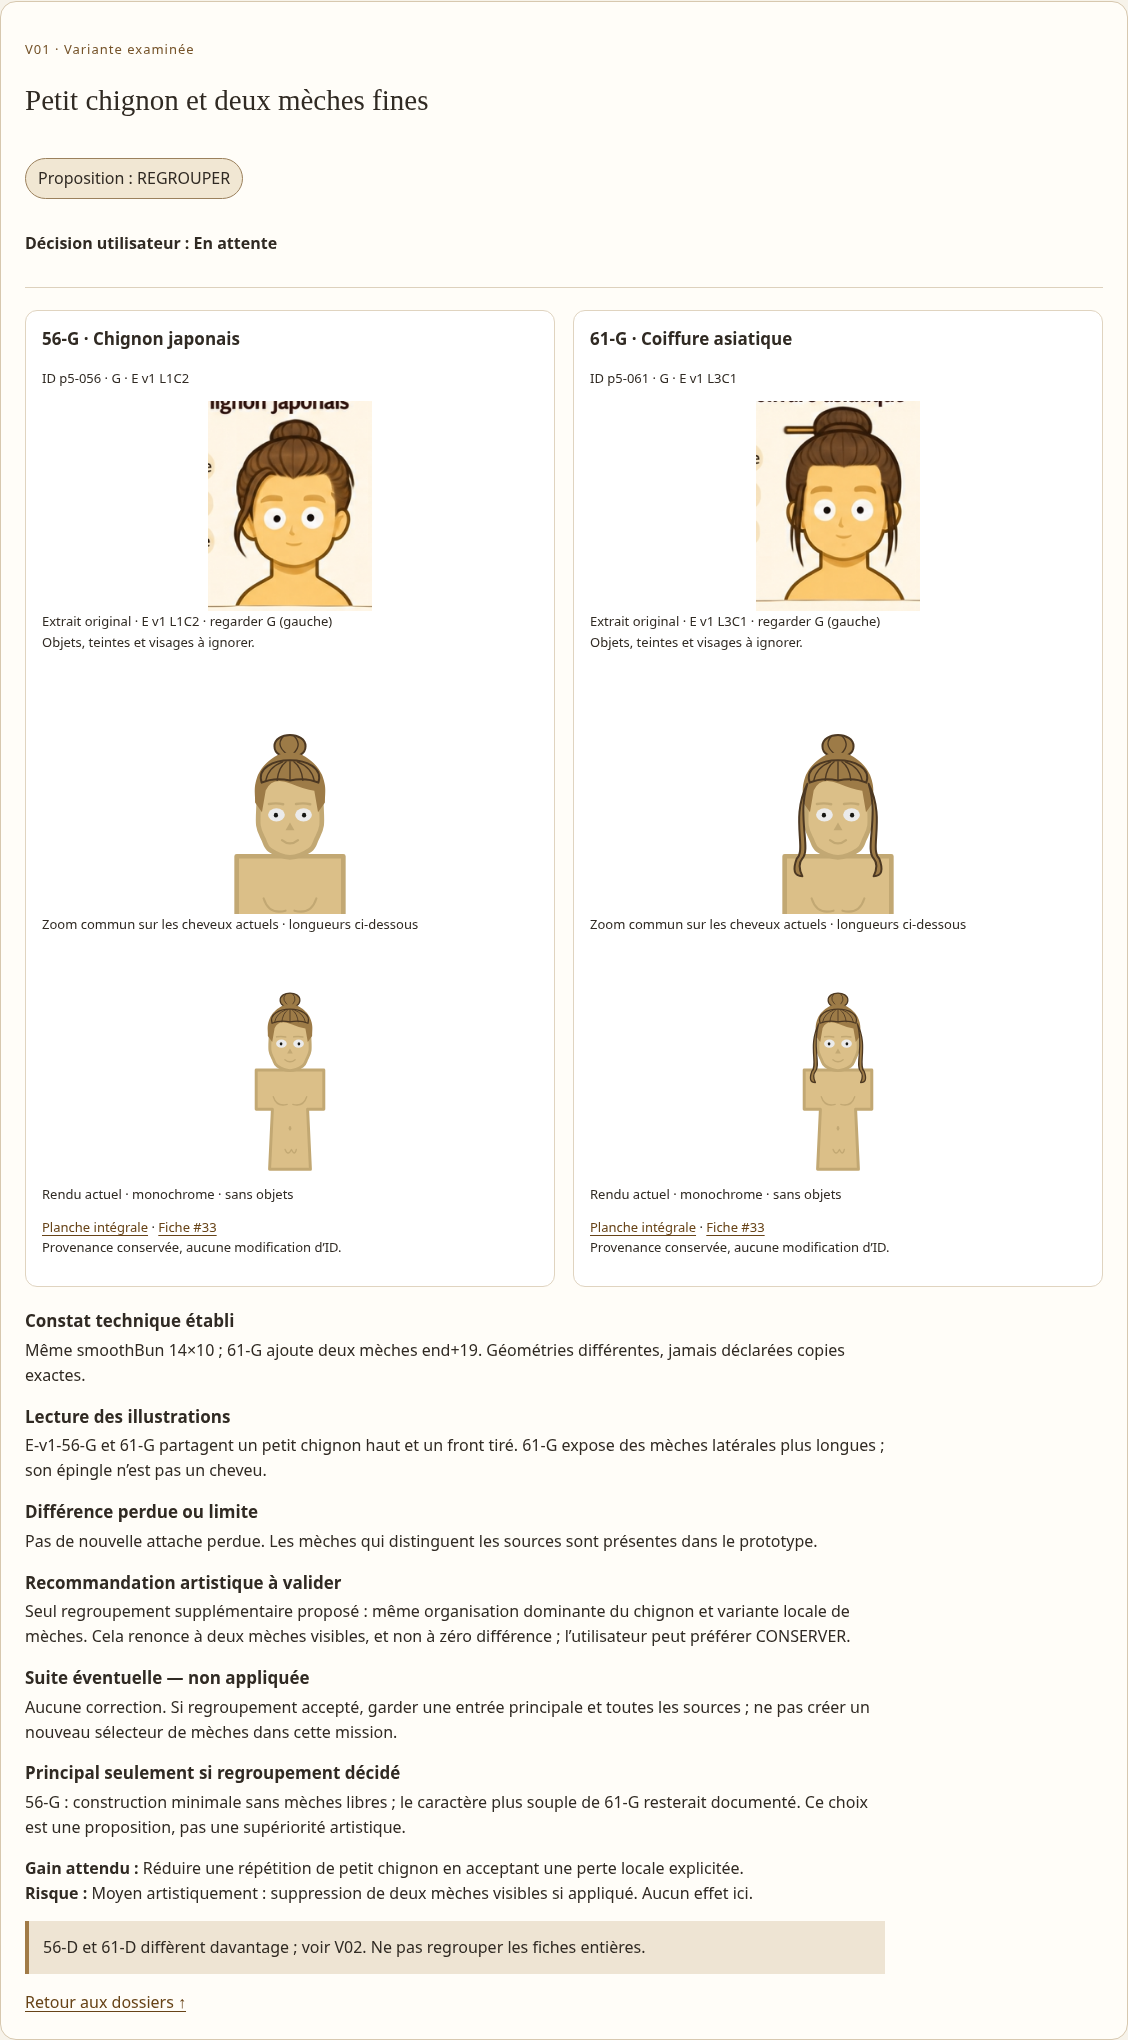 V01 · Variante examinée
Petit chignon et deux mèches fines
Proposition : REGROUPER
Décision utilisateur : En attente
56-G · Chignon japonais
ID p5-056 · G · E v1 L1C2
Extrait original · E v1 L1C2 · regarder G (gauche)
Objets, teintes et visages à ignorer.
Zoom commun sur les cheveux actuels · longueurs ci-dessous
Rendu actuel · monochrome · sans objets
Planche intégrale · Fiche #33
Provenance conservée, aucune modification d’ID.
61-G · Coiffure asiatique
ID p5-061 · G · E v1 L3C1
Extrait original · E v1 L3C1 · regarder G (gauche)
Objets, teintes et visages à ignorer.
Zoom commun sur les cheveux actuels · longueurs ci-dessous
Rendu actuel · monochrome · sans objets
Planche intégrale · Fiche #33
Provenance conservée, aucune modification d’ID.
Constat technique établi
Même smoothBun 14×10 ; 61-G ajoute deux mèches end+19. Géométries différentes, jamais déclarées copies
exactes.
Lecture des illustrations
E-v1-56-G et 61-G partagent un petit chignon haut et un front tiré. 61-G expose des mèches latérales plus longues ;
son épingle n’est pas un cheveu.
Différence perdue ou limite
Pas de nouvelle attache perdue. Les mèches qui distinguent les sources sont présentes dans le prototype.
Recommandation artistique à valider
Seul regroupement supplémentaire proposé : même organisation dominante du chignon et variante locale de
mèches. Cela renonce à deux mèches visibles, et non à zéro différence ; l’utilisateur peut préférer CONSERVER.
Suite éventuelle — non appliquée
Aucune correction. Si regroupement accepté, garder une entrée principale et toutes les sources ; ne pas créer un
nouveau sélecteur de mèches dans cette mission.
Principal seulement si regroupement décidé
56-G : construction minimale sans mèches libres ; le caractère plus souple de 61-G resterait documenté. Ce choix
est une proposition, pas une supériorité artistique.
Gain attendu : Réduire une répétition de petit chignon en acceptant une perte locale explicitée.
Risque : Moyen artistiquement : suppression de deux mèches visibles si appliqué. Aucun effet ici.
56-D et 61-D diffèrent davantage ; voir V02. Ne pas regrouper les fiches entières.
Retour aux dossiers ↑